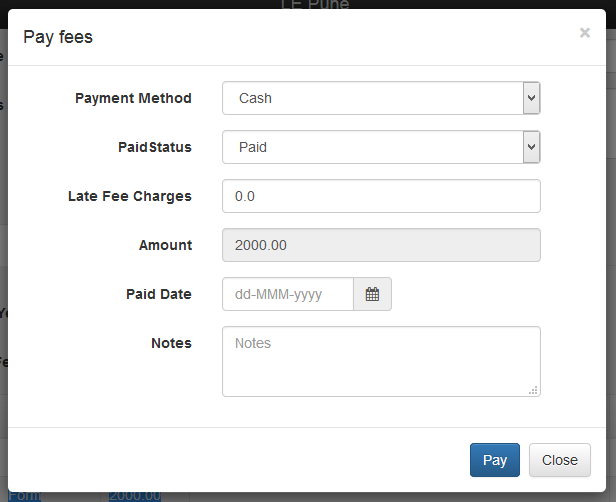 LE Pune
Pay fees ×
Payment Method Cash
PaidStatus Paid
Late Fee Charges 0.0
Amount 2000.00
Paid Date dd-MMM-yyyy
Notes Notes
Pay Close
Form 2000.00